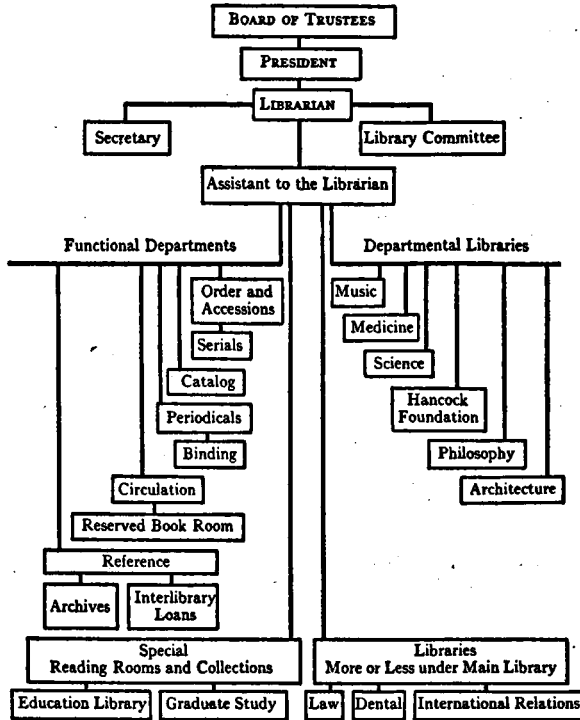 BOARD OF TRUSTEES
PRESIDENT
LIBRARIAN
Secretary
Library Committee
Assistant to the Librarian
Functional Departments
Departmental Libraries
Order and
Accessions
Serials
Catalog
Periodicals
Binding
Circulation
Reserved Book Room
Reference
Archives
Interlibrary
Loans
Music
Medicine
Science
Hancock
Foundation
Philosophy
Architecture
Special
Reading Rooms and Collections
Education Library
Graduate Study
Libraries
More or Less under Main Library
Law
Dental
International Relations